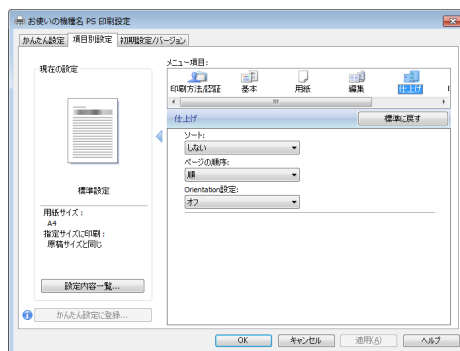 お使いの機種名 PS 印刷設定
かんたん設定 項目別設定 初期設定/バージョン
現在の設定
メニュー項目:
印刷方法/認証 基本 用紙 編集 仕上げ
仕上げ 標準に戻す
ソート:
しない
ページの順序:
順
Orientation設定:
オフ
標準設定
用紙サイズ:
A4
指定サイズに印刷:
原稿サイズと同じ
設定内容一覧...
かんたん設定に登録...
OK キャンセル 適用(A) ヘルプ